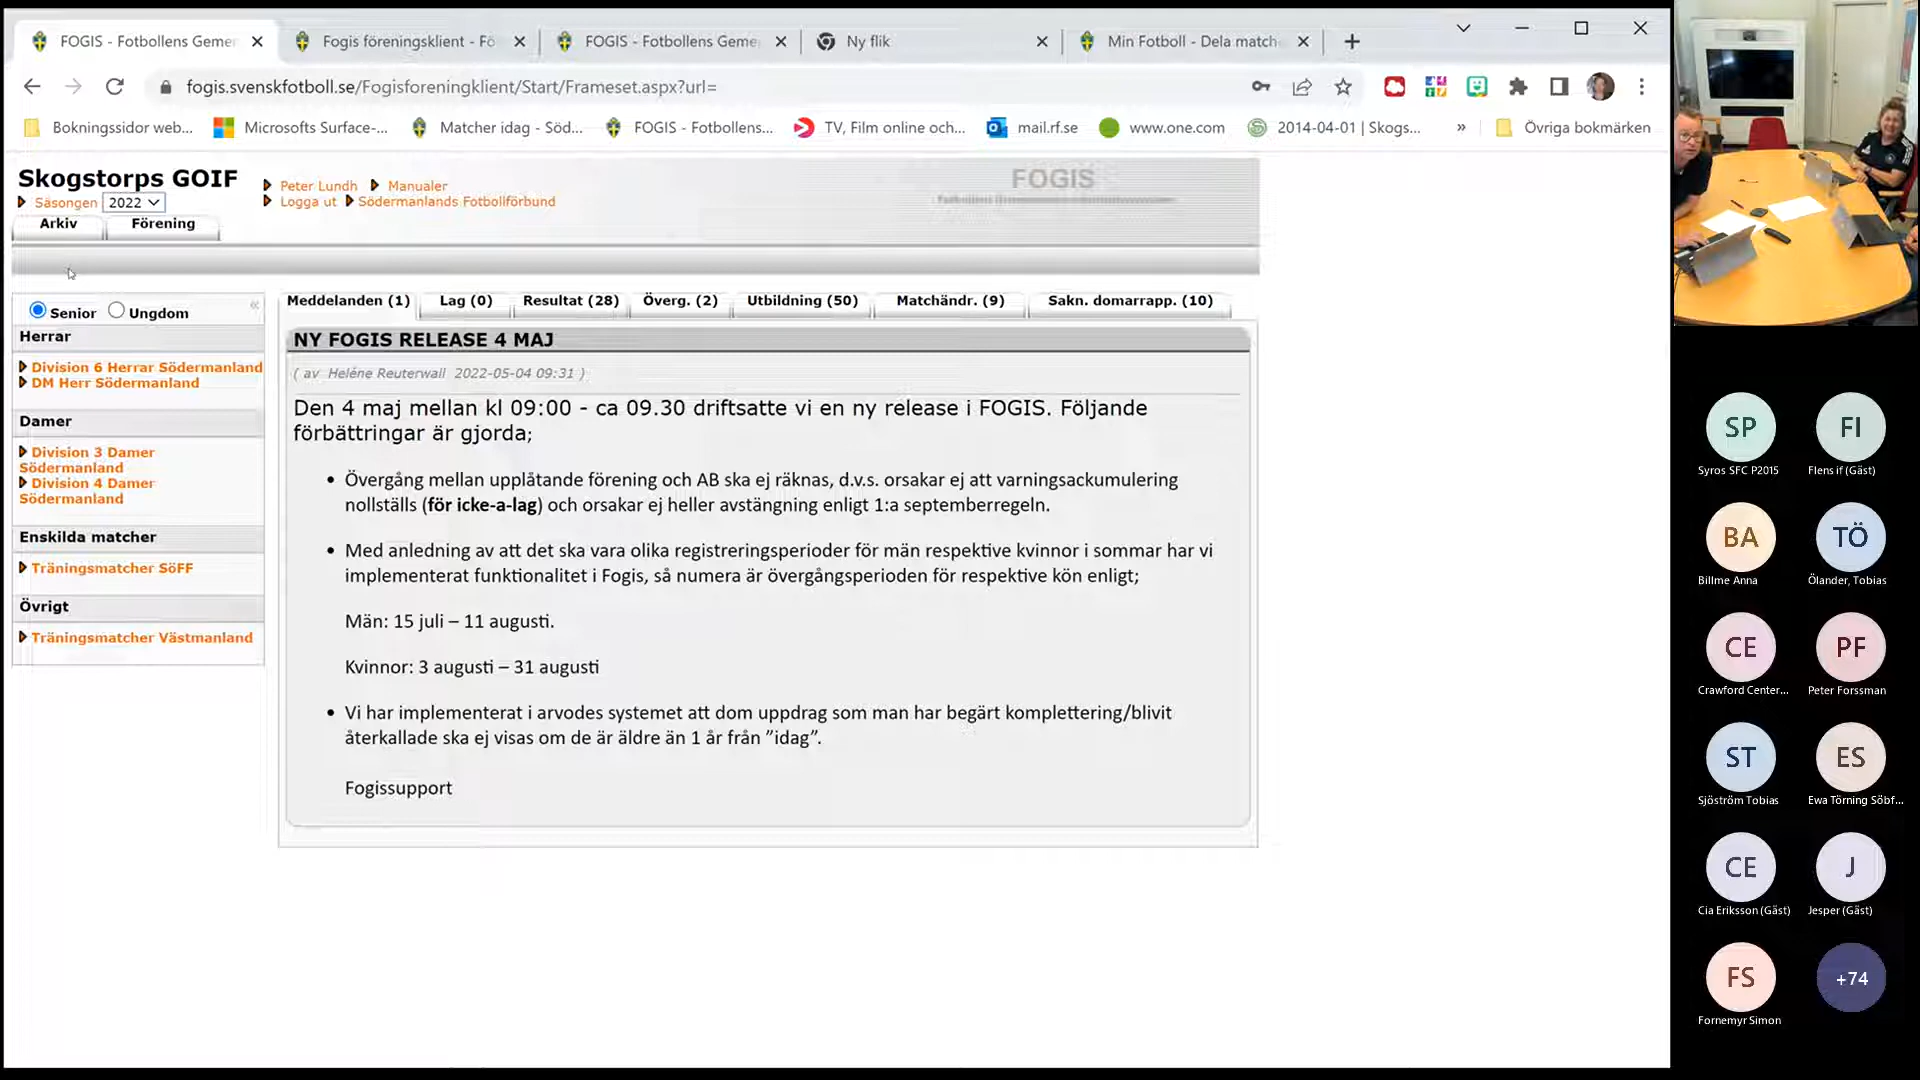 FOGIS - Fotbollens Geme
Fogis föreningsklient - Fö
FOGIS - Fotbollens Geme
Ny flik
Min Fotboll - Dela match
fogis.svenskfotboll.se/Fogisforeningklient/Start/Frameset.aspx?url=
Bokningssidor web...
Microsofts Surface-...
Matcher idag - Söd...
FOGIS - Fotbollens...
TV, Film online och...
mail.rf.se
www.one.com
2014-04-01 | Skogs...
»
Övriga bokmärken
Skogstorps GOIF
Säsongen 2022
Peter Lundh Manualer
Logga ut Södermanlands Fotbollförbund
FOGIS
Arkiv Förening
Senior Ungdom
«
Herrar
Division 6 Herrar Södermanland
DM Herr Södermanland
Damer
Division 3 Damer
Södermanland
Division 4 Damer
Södermanland
Enskilda matcher
Träningsmatcher SöFF
Övrigt
Träningsmatcher Västmanland
Meddelanden (1) Lag (0) Resultat (28) Överg. (2) Utbildning (50) Matchändr. (9) Sakn. domarrapp. (10)
NY FOGIS RELEASE 4 MAJ
( av Heléne Reuterwall 2022-05-04 09:31 )
Den 4 maj mellan kl 09:00 - ca 09.30 driftsatte vi en ny release i FOGIS. Följande
förbättringar är gjorda;
• Övergång mellan upplåtande förening och AB ska ej räknas, d.v.s. orsakar ej att varningsackumulering
nollställs (för icke-a-lag) och orsakar ej heller avstängning enligt 1:a septemberregeln.
• Med anledning av att det ska vara olika registreringsperioder för män respektive kvinnor i sommar har vi
implementerat funktionalitet i Fogis, så numera är övergångsperioden för respektive kön enligt;
Män: 15 juli – 11 augusti.
Kvinnor: 3 augusti – 31 augusti
• Vi har implementerat i arvodes systemet att dom uppdrag som man har begärt komplettering/blivit
återkallade ska ej visas om de är äldre än 1 år från ”idag”.
Fogissupport
SP
Syros SFC P2015
FI
Flens if (Gäst)
BA
Billme Anna
TÖ
Ölander, Tobias
CE
Crawford Center...
PF
Peter Forssman
ST
Sjöström Tobias
ES
Ewa Törning Söbf...
CE
Cia Eriksson (Gäst)
J
Jesper (Gäst)
FS
Fornemyr Simon
+74